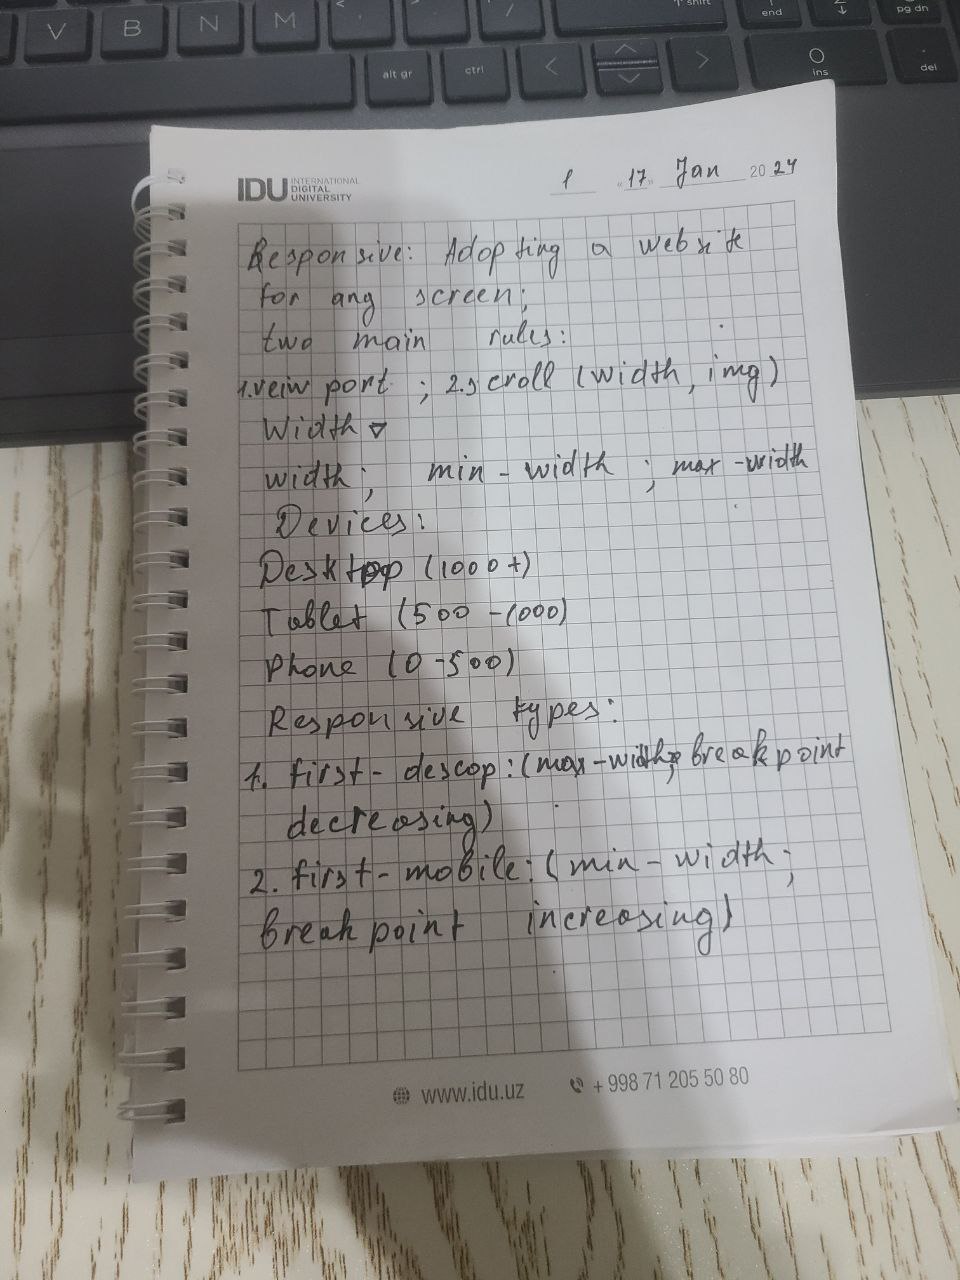 V B N M < ; / ⇧ shift end ↓ pg dn
alt gr ctrl < > ins del
IDU INTERNATIONAL
DIGITAL
UNIVERSITY
1 «17» Jan 2024
Responsive: Adopting a website
for any screen;
two main rules:
1.veiw port ; 2.scroll (width, img)
Width ▿
width; min-width ; max-width
Devices:
Desktop (1000+)
Tablet (500-1000)
Phone (0-500)
Responsive types:
1. first-descop:(max-width; breakpoint
decreasing)
2. first-mobile:(min-width;
breakpoint increasing)
www.idu.uz +998 71 205 50 80